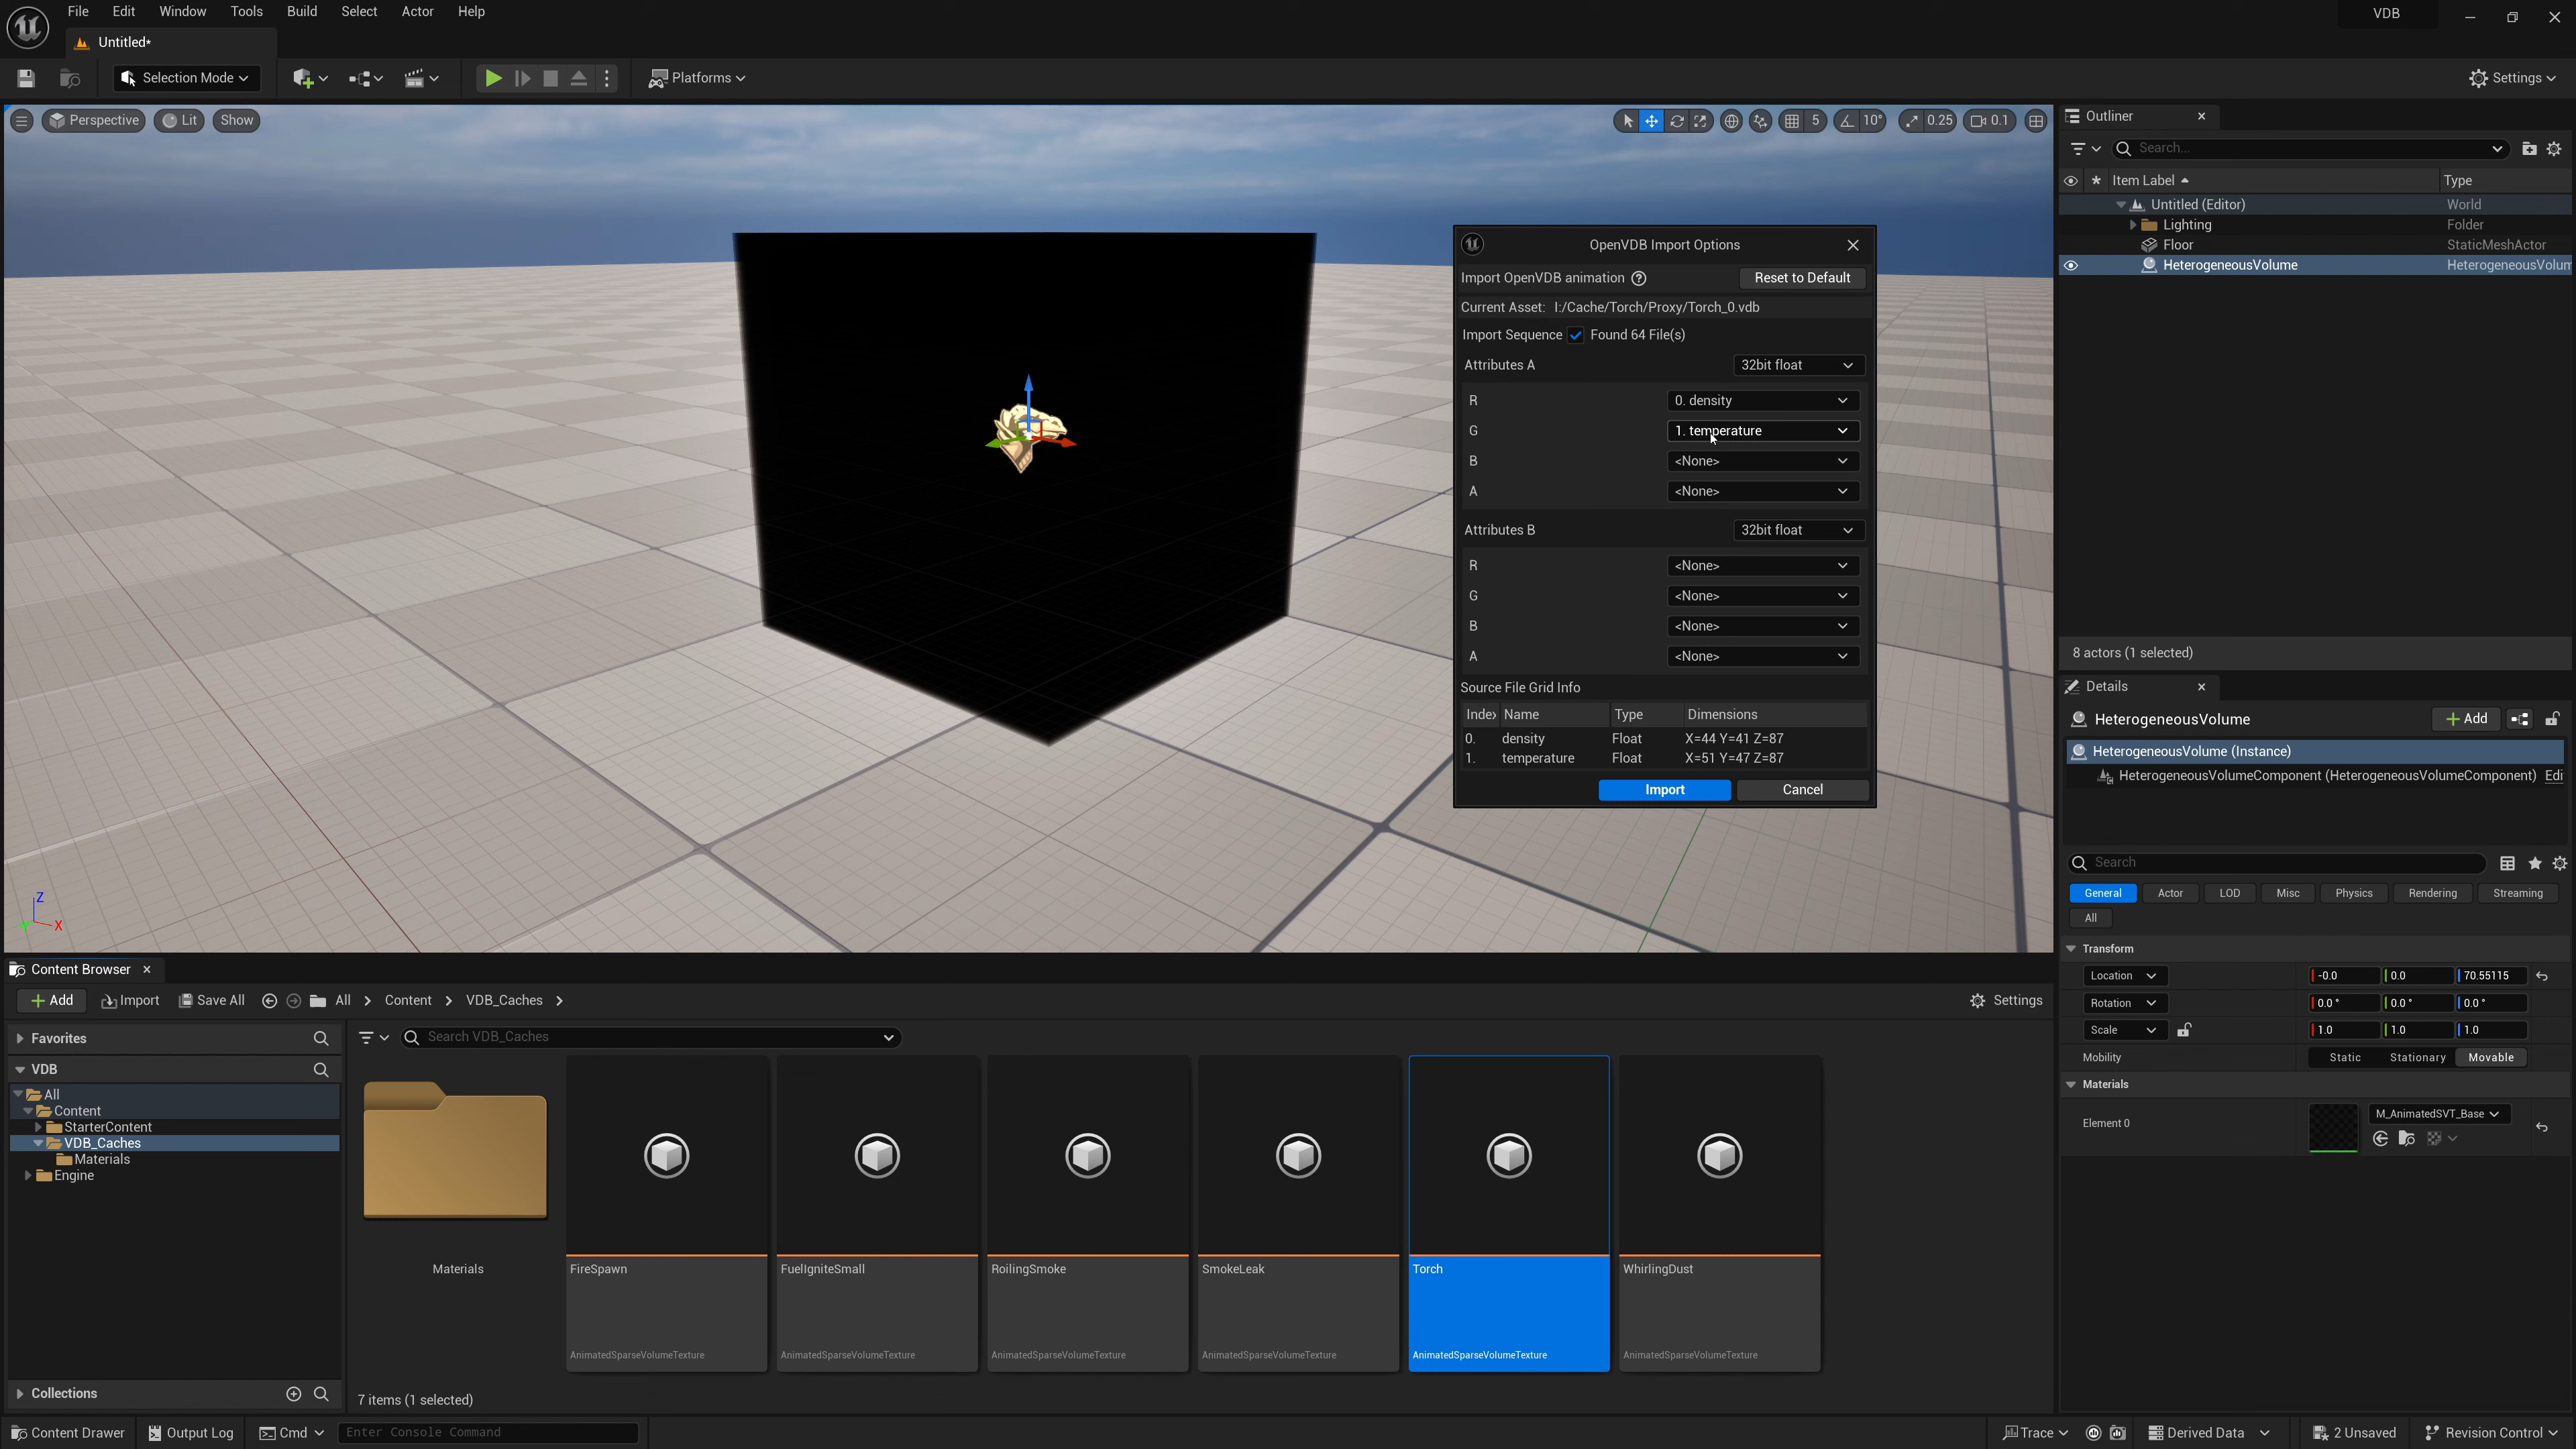 File Edit Window Tools Build Select Actor Help
VDB
Untitled*
Selection Mode
Platforms
Settings
Perspective Lit Show
5 10° 0.25 0.1
Z
Y X
OpenVDB Import Options
Import OpenVDB animation ? Reset to Default
Current Asset: I:/Cache/Torch/Proxy/Torch_0.vdb
Import Sequence Found 64 File(s)
Attributes A 32bit float
R 0. density
G 1. temperature
B <None>
A <None>
Attributes B 32bit float
R <None>
G <None>
B <None>
A <None>
Source File Grid Info
Index Name Type Dimensions
0. density Float X=44 Y=41 Z=87
1. temperature Float X=51 Y=47 Z=87
Import Cancel
Outliner
Search...
Item Label Type
Untitled (Editor) World
Lighting Folder
Floor StaticMeshActor
HeterogeneousVolume HeterogeneousVolum
8 actors (1 selected)
Details
HeterogeneousVolume
Add
HeterogeneousVolume (Instance)
HeterogeneousVolumeComponent (HeterogeneousVolumeComponent) Edi
Search
General Actor LOD Misc Physics Rendering Streaming
All
Transform
Location -0.0 0.0 70.55115
Rotation 0.0 ° 0.0 ° 0.0 °
Scale 1.0 1.0 1.0
Mobility Static Stationary Movable
Materials
Element 0 M_AnimatedSVT_Base
Content Browser
Add Import Save All All Content VDB_Caches Settings
Favorites
Search VDB_Caches
VDB
All
Content
StarterContent
VDB_Caches
Materials
Engine
Collections
Materials
FireSpawn
AnimatedSparseVolumeTexture
FuelIgniteSmall
AnimatedSparseVolumeTexture
RoilingSmoke
AnimatedSparseVolumeTexture
SmokeLeak
AnimatedSparseVolumeTexture
Torch
AnimatedSparseVolumeTexture
WhirlingDust
AnimatedSparseVolumeTexture
7 items (1 selected)
Content Drawer Output Log Cmd Enter Console Command
Trace Derived Data 2 Unsaved Revision Control